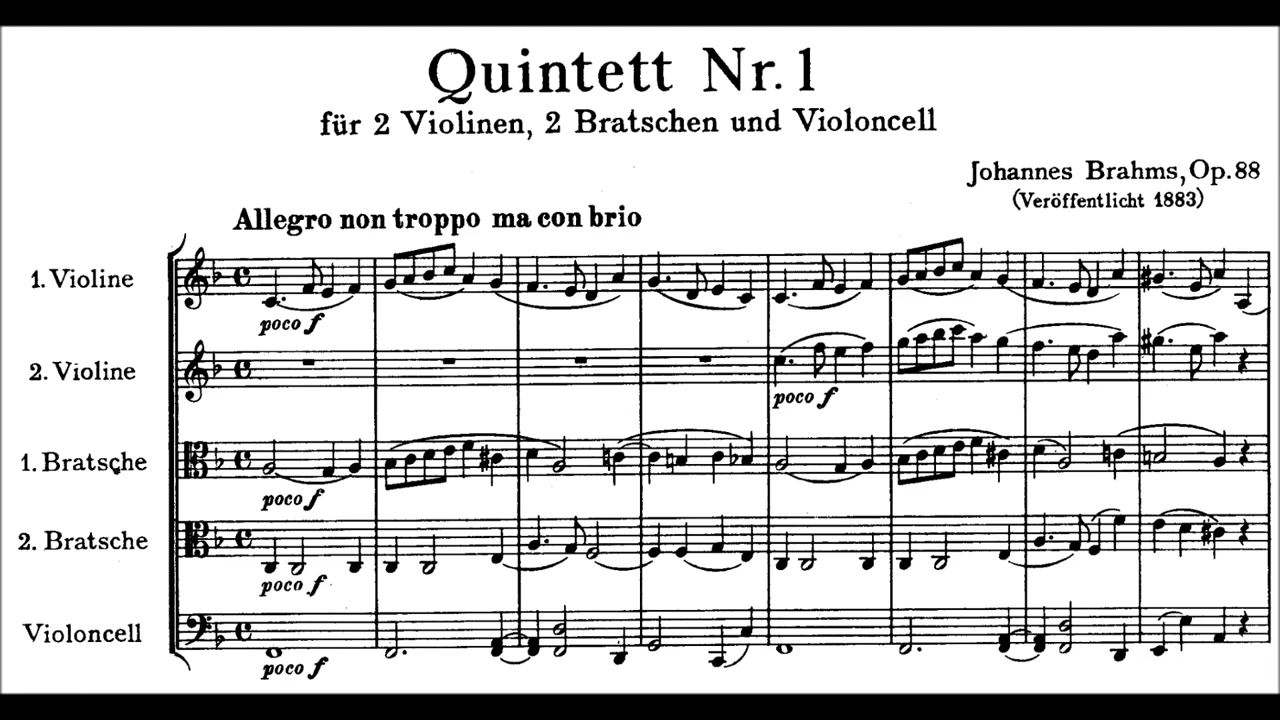 Quintett Nr. 1
für 2 Violinen, 2 Bratschen und Violoncell
Johannes Brahms, Op. 88
(Veröffentlicht 1883)
Allegro non troppo ma con brio
1. Violine
poco f
2. Violine
poco f
1. Bratsche
poco f
2. Bratsche
poco f
Violoncell
poco f